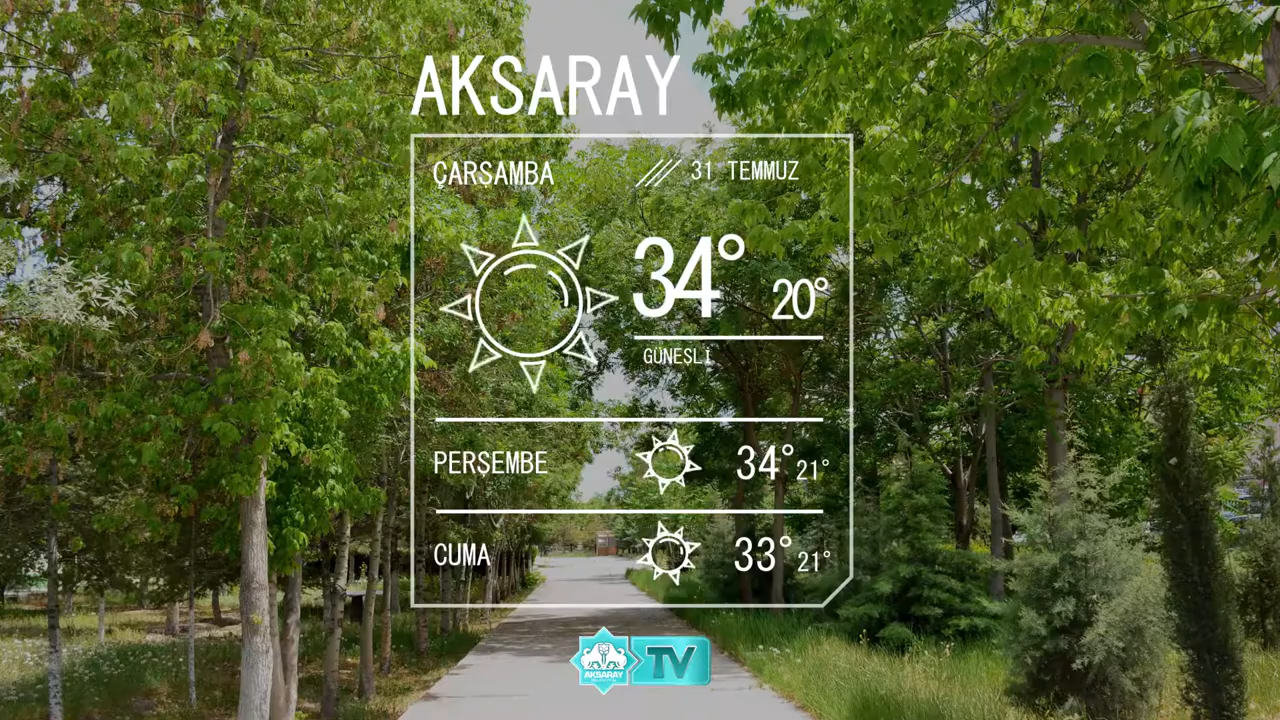 AKSARAY
ÇARŞAMBA
31 TEMMUZ
34° 20°
GÜNEŞLİ
PERŞEMBE 34° 21°
CUMA 33° 21°
AKSARAY TV